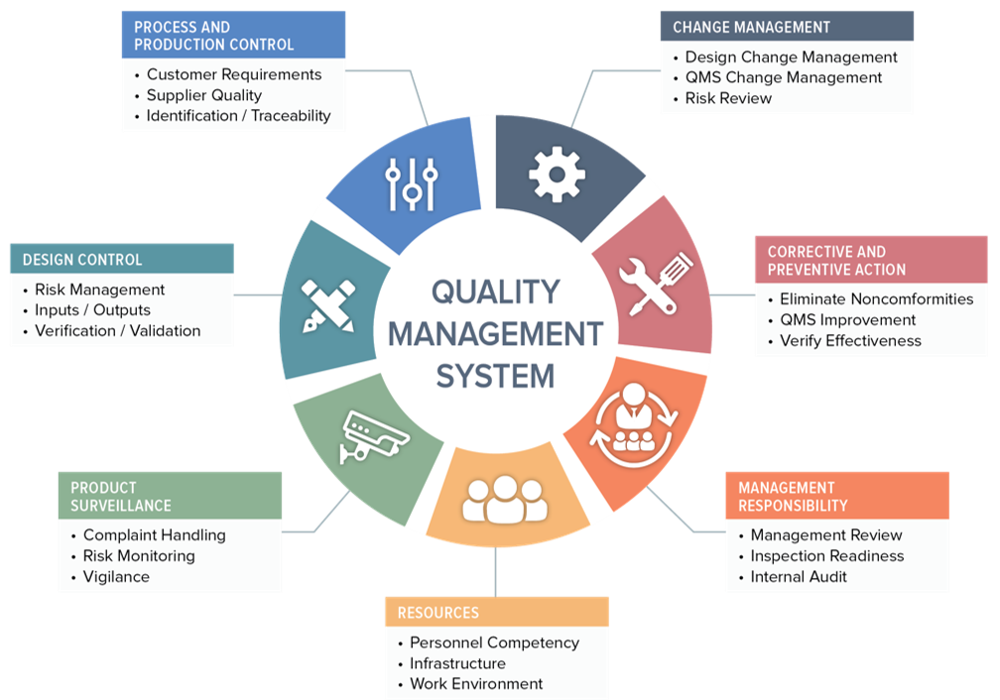 PROCESS AND
PRODUCTION CONTROL
• Customer Requirements
• Supplier Quality
• Identification / Traceability
CHANGE MANAGEMENT
• Design Change Management
• QMS Change Management
• Risk Review
DESIGN CONTROL
• Risk Management
• Inputs / Outputs
• Verification / Validation
QUALITY
MANAGEMENT
SYSTEM
CORRECTIVE AND
PREVENTIVE ACTION
• Eliminate Noncomformities
• QMS Improvement
• Verify Effectiveness
PRODUCT
SURVEILLANCE
• Complaint Handling
• Risk Monitoring
• Vigilance
MANAGEMENT
RESPONSIBILITY
• Management Review
• Inspection Readiness
• Internal Audit
RESOURCES
• Personnel Competency
• Infrastructure
• Work Environment